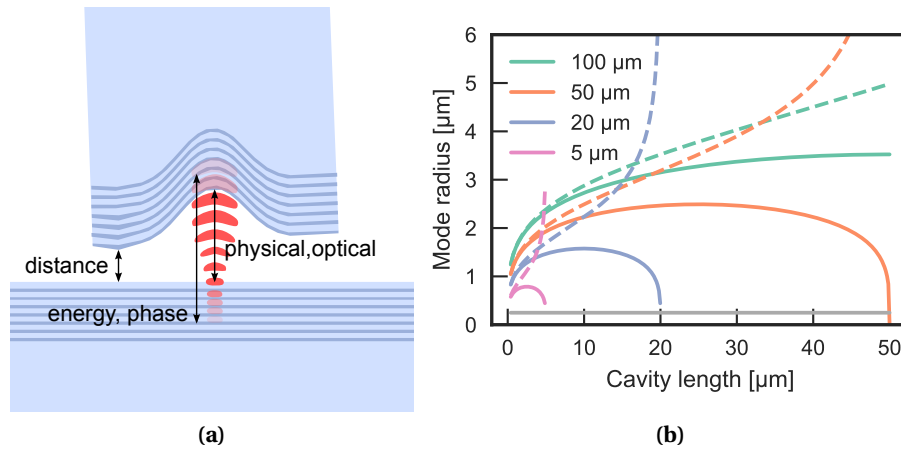 physical,optical
distance
energy, phase
(a)
6
5
4
3
2
1
0
Mode radius [µm]
100 µm
50 µm
20 µm
5 µm
0 10 20 30 40 50
Cavity length [µm]
(b)